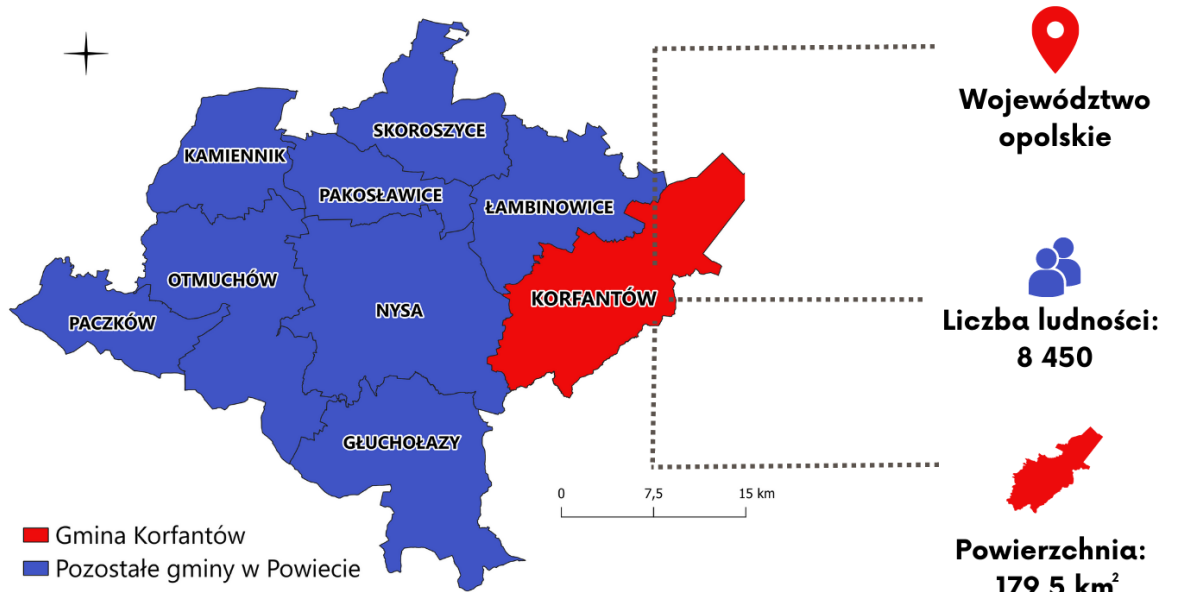 SKOROSZYCE
KAMIENNIK
PAKOSŁAWICE
ŁAMBINOWICE
OTMUCHÓW
NYSA
KORFANTÓW
PACZKÓW
GŁUCHOŁAZY
0 7,5 15 km
Gmina Korfantów
Pozostałe gminy w Powiecie
Województwo
opolskie
Liczba ludności:
8 450
Powierzchnia:
179,5 km²